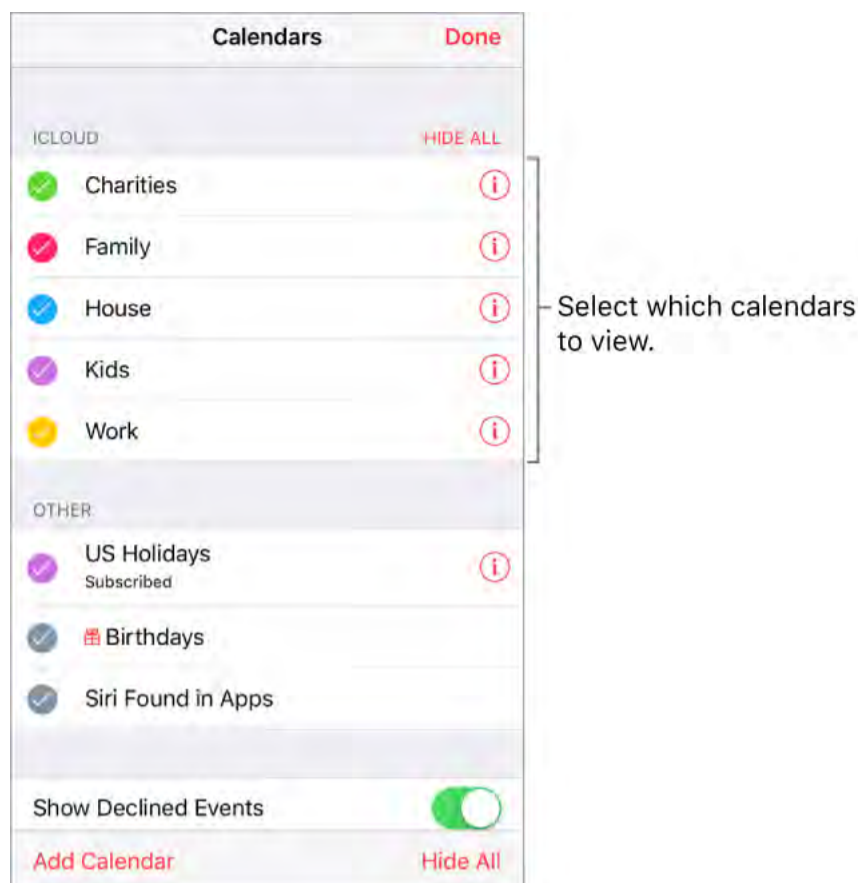 Calendars Done
ICLOUD HIDE ALL
Charities
Family
House
Kids
Work
Select which calendars
to view.
OTHER
US Holidays
Subscribed
Birthdays
Siri Found in Apps
Show Declined Events
Add Calendar Hide All